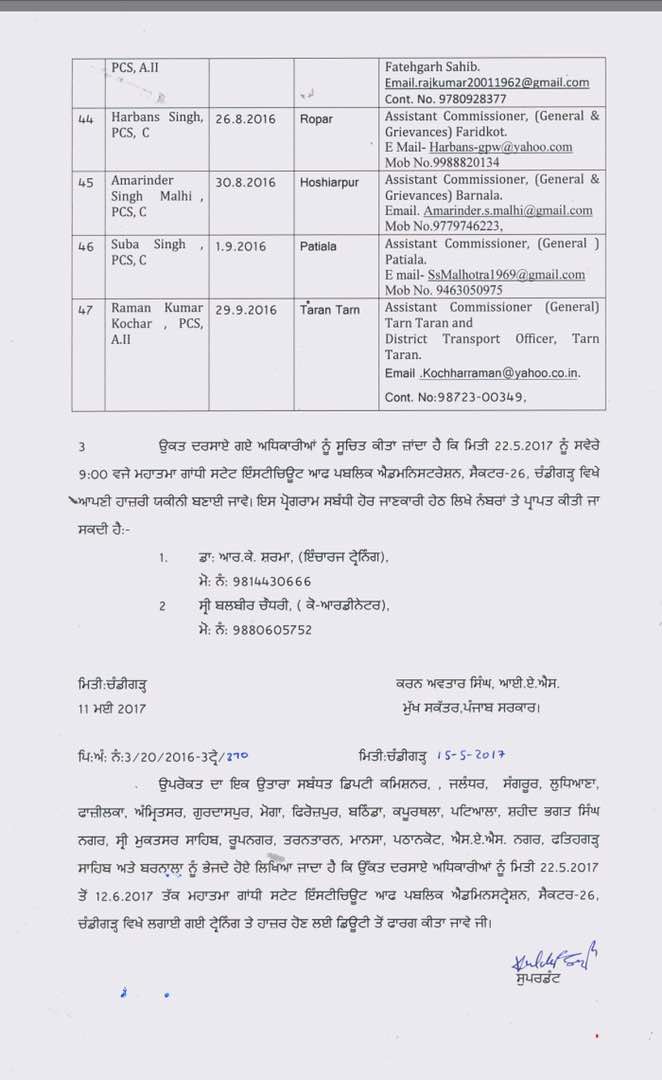 PCS, A.II Fatehgarh Sahib.
Email.rajkumar20011962@gmail.com
Cont. No. 9780928377
44 Harbans Singh, 26.8.2016 Ropar Assistant Commissioner, (General &
PCS, C Grievances) Faridkot.
E Mail- Harbans-gpw@yahoo.com
Mob No.9988820134
45 Amarinder 30.8.2016 Hoshiarpur Assistant Commissioner, (General &
Singh Malhi , Grievances) Barnala.
PCS, C Email. Amarinder.s.malhi@gmail.com
Mob No.9779746223,
46 Suba Singh , 1.9.2016 Patiala Assistant Commissioner, (General )
PCS, C Patiala.
E mail- SsMalhotra1969@gmail.com
Mob No. 9463050975
47 Raman Kumar 29.9.2016 Taran Tarn Assistant Commissioner (General)
Kochar , PCS, Tarn Taran and
A.II District Transport Officer, Tarn
Taran.
Email .Kochharraman@yahoo.co.in.
Cont. No:98723-00349,
3 ਉਕਤ ਦਰਸਾਏ ਗਏ ਅਧਿਕਾਰੀਆਂ ਨੂੰ ਸੂਚਿਤ ਕੀਤਾ ਜਾਂਦਾ ਹੈ ਕਿ ਮਿਤੀ 22.5.2017 ਨੂੰ ਸਵੇਰੇ
9:00 ਵਜੇ ਮਹਾਤਮਾ ਗਾਂਧੀ ਸਟੇਟ ਇੰਸਟੀਚਿਊਟ ਆਫ ਪਬਲਿਕ ਐਡਮਨਿਸਟਰੇਸ਼ਨ, ਸੈਕਟਰ-26, ਚੰਡੀਗੜ੍ਹ ਵਿਖੇ
ਆਪਣੀ ਹਾਜ਼ਰੀ ਯਕੀਨੀ ਬਣਾਈ ਜਾਵੇ। ਇਸ ਪ੍ਰੋਗਰਾਮ ਸਬੰਧੀ ਹੋਰ ਜਾਣਕਾਰੀ ਹੇਠ ਲਿਖੇ ਨੰਬਰਾਂ ਤੇ ਪ੍ਰਾਪਤ ਕੀਤੀ ਜਾ
ਸਕਦੀ ਹੈ:-
1. ਡਾ: ਆਰ.ਕੇ. ਸ਼ਰਮਾ, (ਇੰਚਾਰਜ ਟ੍ਰੇਨਿੰਗ),
ਮੋ: ਨੰ: 9814430666
2 ਸ੍ਰੀ ਬਲਬੀਰ ਚੌਧਰੀ, ( ਕੋ-ਆਰਡੀਨੇਟਰ),
ਮੋ: ਨੰ: 9880605752
ਮਿਤੀ:ਚੰਡੀਗੜ੍ਹ ਕਰਨ ਅਵਤਾਰ ਸਿੰਘ, ਆਈ.ਏ.ਐਸ.
11 ਮਈ 2017 ਮੁੱਖ ਸਕੱਤਰ,ਪੰਜਾਬ ਸਰਕਾਰ।
ਪਿ:ਅੰ: ਨੰ:3/20/2016-3ਟ੍ਰੇ/270 ਮਿਤੀ:ਚੰਡੀਗੜ੍ਹ 15-5-2017
ਉਪਰੋਕਤ ਦਾ ਇਕ ਉਤਾਰਾ ਸਬੰਧਤ ਡਿਪਟੀ ਕਮਿਸ਼ਨਰ, , ਜਲੰਧਰ, ਸੰਗਰੂਰ, ਲੁਧਿਆਣਾ,
ਫਾਜ਼ੀਲਕਾ, ਅੰਮ੍ਰਿਤਸਰ, ਗੁਰਦਾਸਪੁਰ, ਮੋਗਾ, ਫਿਰੋਜ਼ਪੁਰ, ਬਠਿੰਡਾ, ਕਪੂਰਥਲਾ, ਪਟਿਆਲਾ, ਸ਼ਹੀਦ ਭਗਤ ਸਿੰਘ
ਨਗਰ, ਸ੍ਰੀ ਮੁਕਤਸਰ ਸਾਹਿਬ, ਰੂਪਨਗਰ, ਤਰਨਤਾਰਨ, ਮਾਨਸਾ, ਪਠਾਨਕੋਟ, ਐਸ.ਏ.ਐਸ. ਨਗਰ, ਫਤਿਹਗੜ੍ਹ
ਸਾਹਿਬ ਅਤੇ ਬਰਨਾਲਾ ਨੂੰ ਭੇਜਦੇ ਹੋਏ ਲਿਖਿਆ ਜਾਦਾ ਹੈ ਕਿ ਉੱਕਤ ਦਰਸਾਏ ਅਧਿਕਾਰੀਆਂ ਨੂੰ ਮਿਤੀ 22.5.2017
ਤੋਂ 12.6.2017 ਤੱਕ ਮਹਾਤਮਾ ਗਾਂਧੀ ਸਟੇਟ ਇੰਸਟੀਚਿਊਟ ਆਫ ਪਬਲਿਕ ਐਡਮਿਨਸਟ੍ਰੇਸ਼ਨ, ਸੈਕਟਰ-26,
ਚੰਡੀਗੜ੍ਹ ਵਿਖੇ ਲਗਾਈ ਗਈ ਟ੍ਰੇਨਿੰਗ ਤੇ ਹਾਜ਼ਰ ਹੋਣ ਲਈ ਡਿਊਟੀ ਤੋਂ ਫਾਰਗ ਕੀਤਾ ਜਾਵੇ ਜੀ।
ਸੁਪਰਡੰਟ